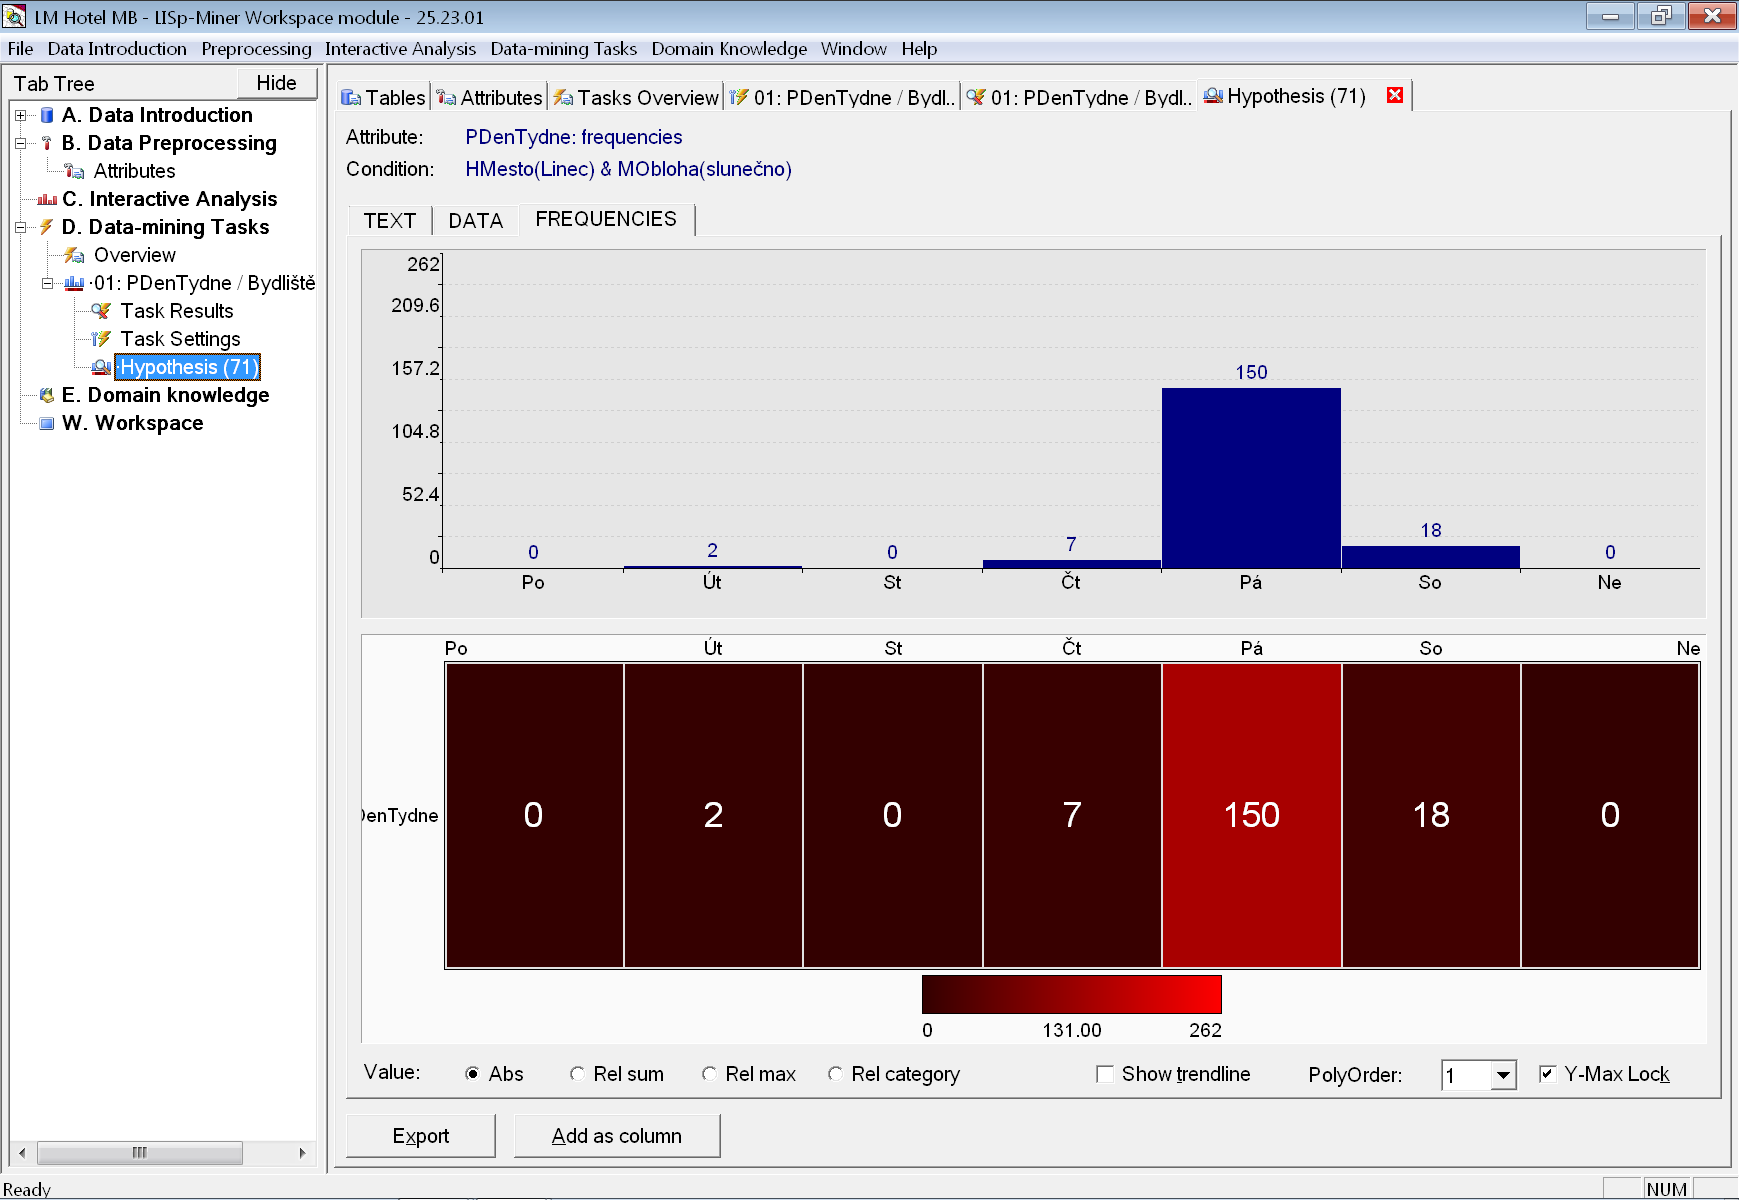 LM Hotel MB - LISp-Miner Workspace module - 25.23.01
File Data Introduction Preprocessing Interactive Analysis Data-mining Tasks Domain Knowledge Window Help
Tab Tree Hide
A. Data Introduction
B. Data Preprocessing
Attributes
C. Interactive Analysis
D. Data-mining Tasks
Overview
·01: PDenTydne / Bydliště
Task Results
Task Settings
·Hypothesis (71)
E. Domain knowledge
W. Workspace
Tables Attributes Tasks Overview 01: PDenTydne / Bydl.. 01: PDenTydne / Bydl.. Hypothesis (71)
Attribute: PDenTydne: frequencies
Condition: HMesto(Linec) & MObloha(slunečno)
TEXT DATA FREQUENCIES
262
209.6
157.2
104.8
52.4
0
0 2 0 7 150 18 0
Po Út St Čt Pá So Ne
Po Út St Čt Pá So Ne
DenTydne 0 2 0 7 150 18 0
0 131.00 262
Value: Abs Rel sum Rel max Rel category Show trendline PolyOrder: 1 Y-Max Lock
Export Add as column
Ready NUM